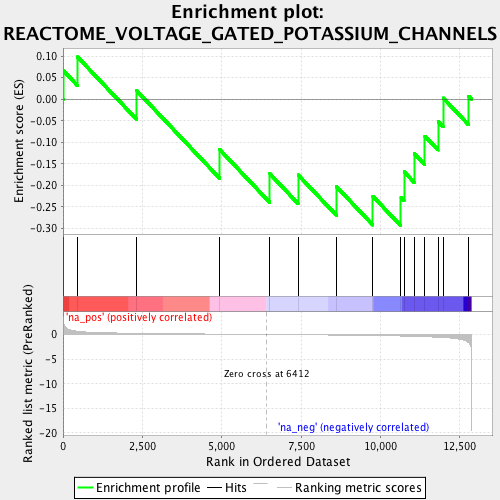 Enrichment plot:
REACTOME_VOLTAGE_GATED_POTASSIUM_CHANNELS
Enrichment score (ES)
0.10
0.05
0.00
-0.05
-0.10
-0.15
-0.20
-0.25
-0.30
'na_pos' (positively correlated)
Ranked list metric (PreRanked)
0
-5
-10
-15
-20
Zero cross at 6412
'na_neg' (negatively correlated)
0
2,500
5,000
7,500
10,000
12,500
Rank in Ordered Dataset
Enrichment profile
Hits
Ranking metric scores